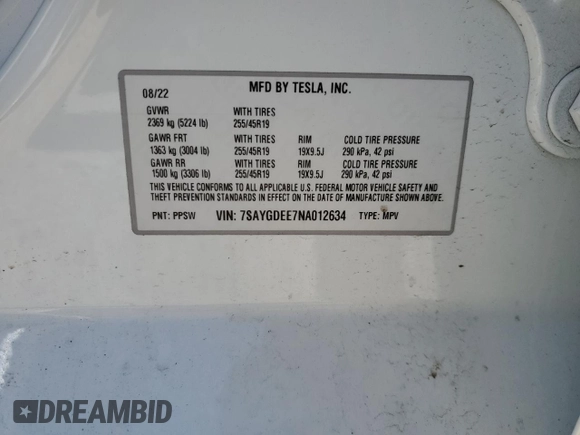 08/22 MFD BY TESLA, INC.
GVWR WITH TIRES
2369 kg (5224 lb) 255/45R19
GAWR FRT WITH TIRES RIM COLD TIRE PRESSURE
1363 kg (3004 lb) 255/45R19 19X9.5J 290 kPa, 42 psi
GAWR RR WITH TIRES RIM COLD TIRE PRESSURE
1500 kg (3306 lb) 255/45R19 19X9.5J 290 kPa, 42 psi
THIS VEHICLE CONFORMS TO ALL APPLICABLE U.S. FEDERAL MOTOR VEHICLE SAFETY AND
THEFT PREVENTION STANDARDS IN EFFECT ON THE DATE OF MANUFACTURE SHOWN ABOVE.
PNT: PPSW VIN: 7SAYGDEE7NA012634 TYPE: MPV
DREAMBID